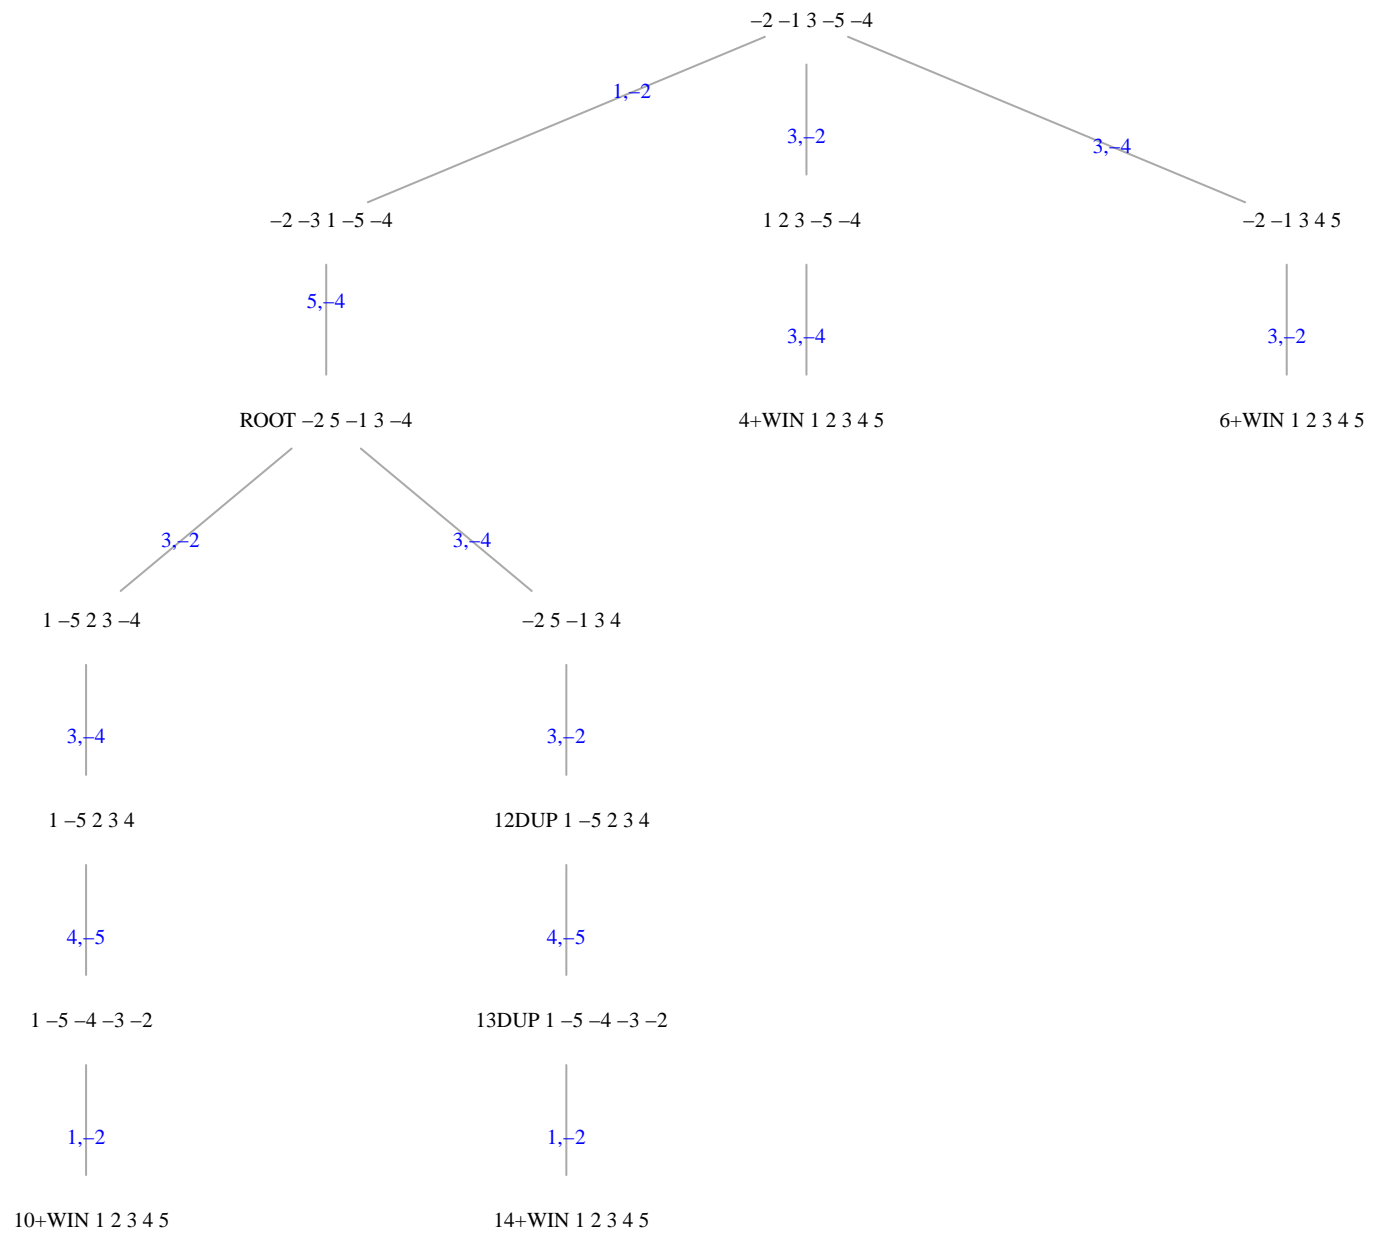 –2 –1 3 –5 –4
1,–2
3,–2
3,–4
–2 –3 1 –5 –4
1 2 3 –5 –4
–2 –1 3 4 5
5,–4
3,–4
3,–2
ROOT –2 5 –1 3 –4
4+WIN 1 2 3 4 5
6+WIN 1 2 3 4 5
3,–2
3,–4
1 –5 2 3 –4
–2 5 –1 3 4
3,–4
3,–2
1 –5 2 3 4
12DUP 1 –5 2 3 4
4,–5
4,–5
1 –5 –4 –3 –2
13DUP 1 –5 –4 –3 –2
1,–2
1,–2
10+WIN 1 2 3 4 5
14+WIN 1 2 3 4 5